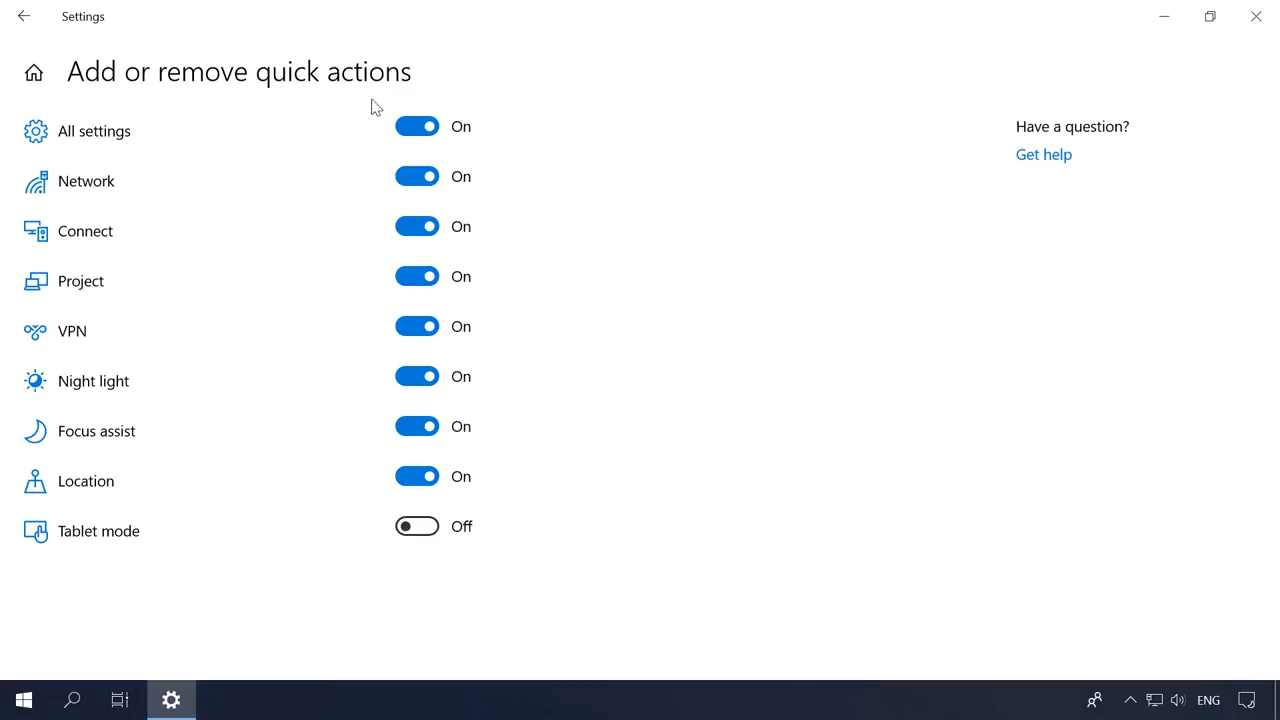 Settings
Add or remove quick actions
All settings On
Network On
Connect On
Project On
VPN On
Night light On
Focus assist On
Location On
Tablet mode Off
Have a question?
Get help
ENG